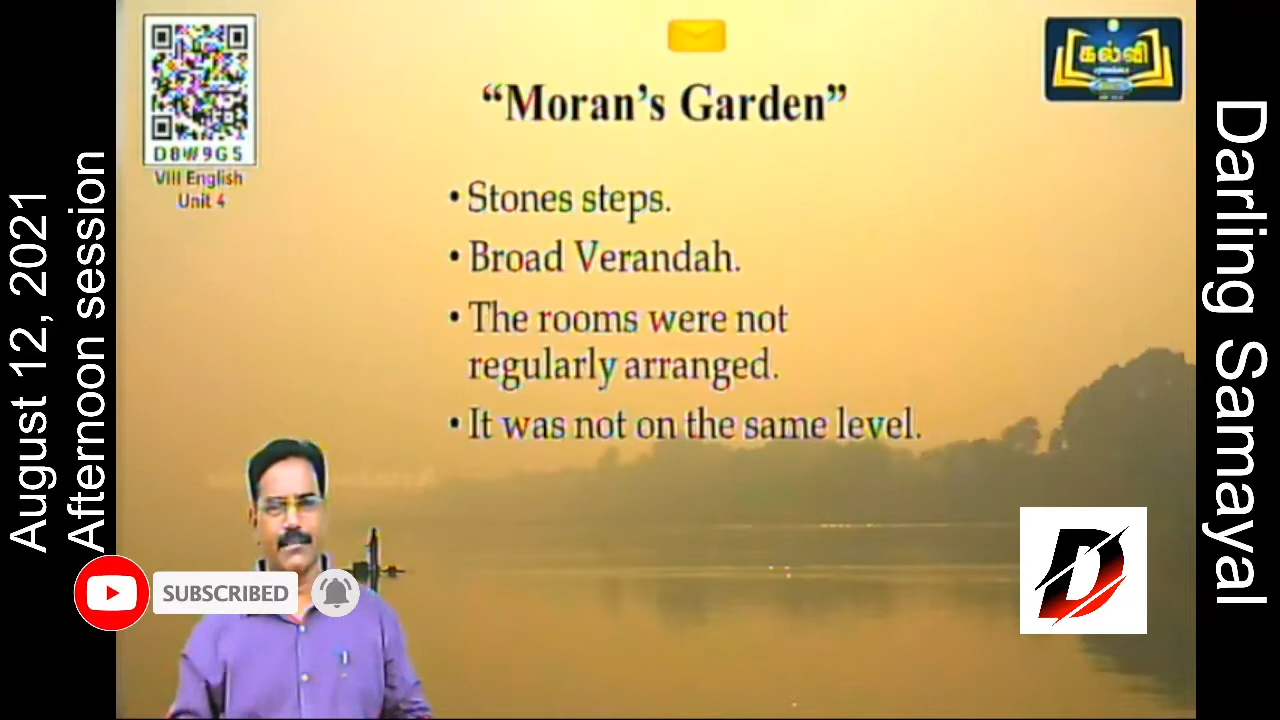 D8W9G5
VIII English
Unit 4
கல்வி
“Moran’s Garden”
• Stones steps.
• Broad Verandah.
• The rooms were not
regularly arranged.
• It was not on the same level.
August 12, 2021
Afternoon session
Darling Samayal
SUBSCRIBED
D